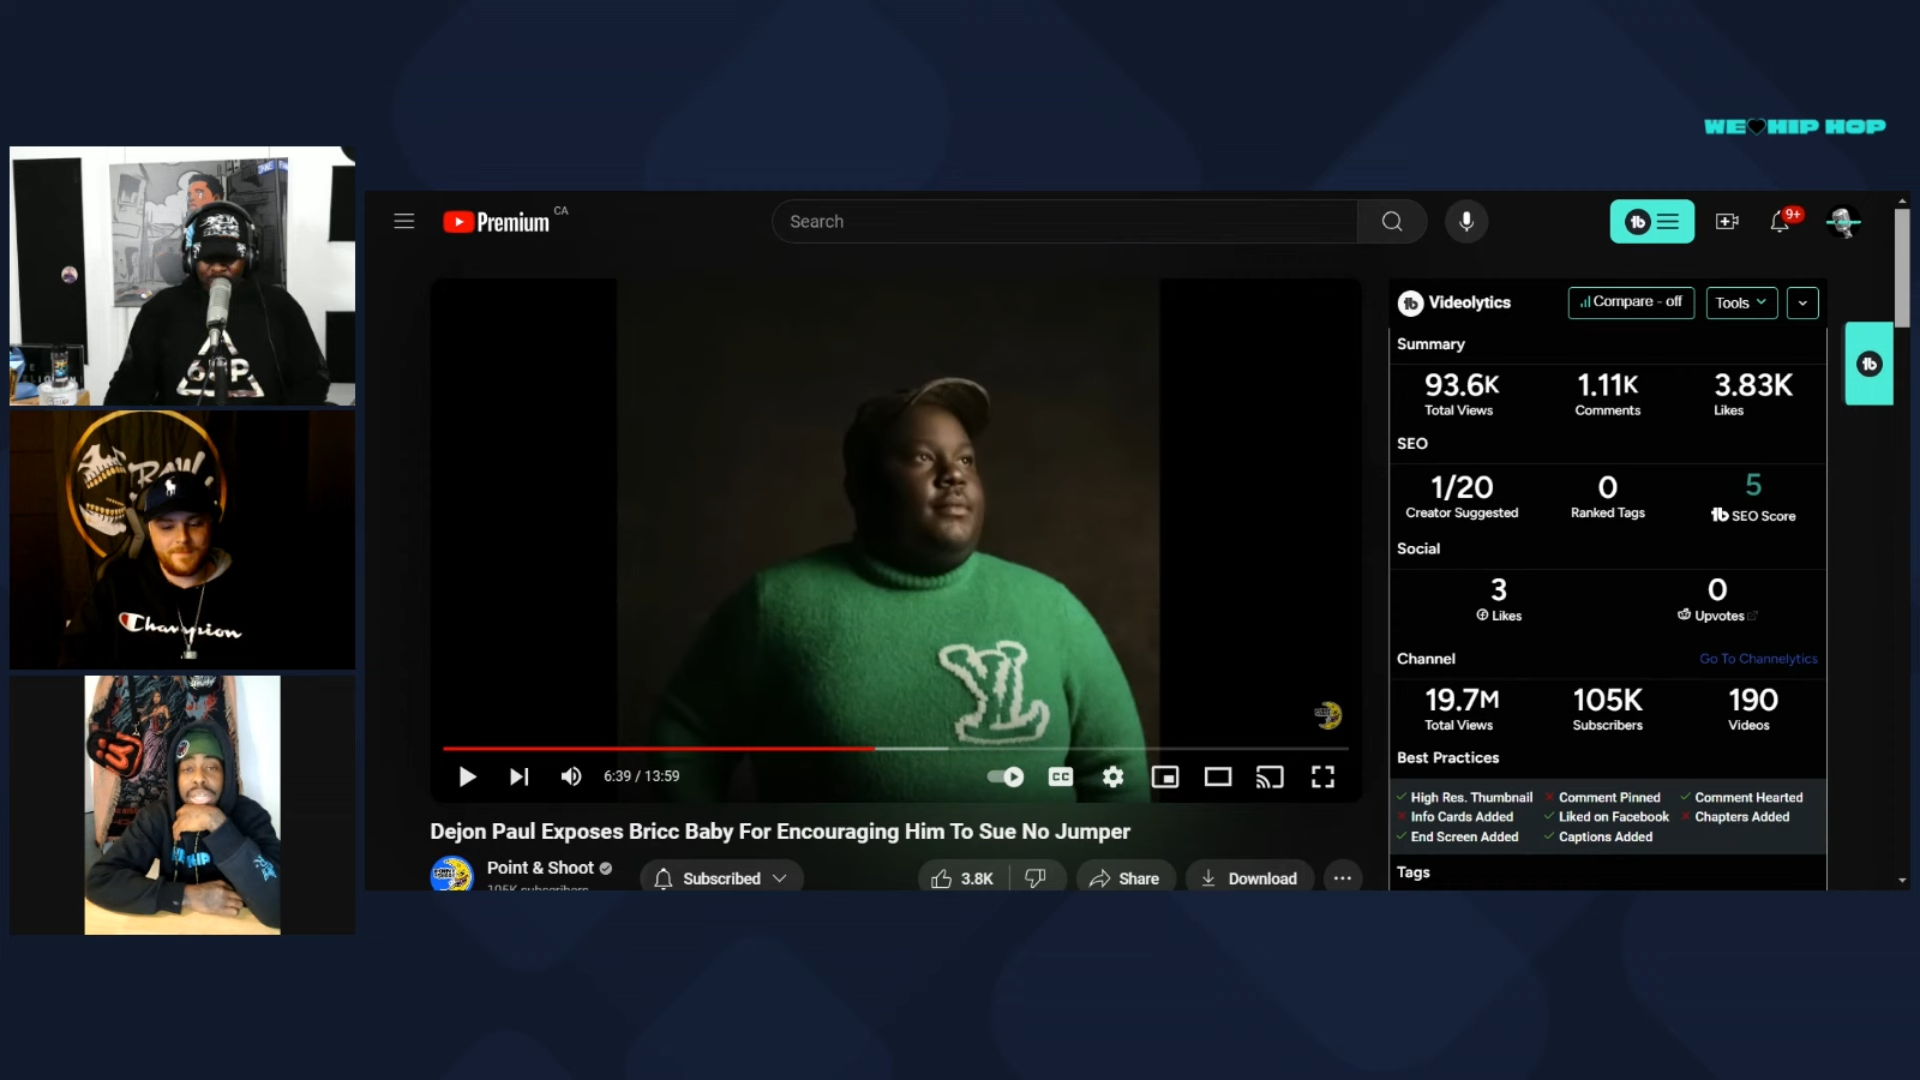 WE HIP HOP
Premium CA
Search
9+
Videolytics
Compare - off
Tools
Summary
93.6K
1.11K
3.83K
Total Views
Comments
Likes
SEO
1/20
0
5
Creator Suggested
Ranked Tags
SEO Score
Social
3
0
Likes
Upvotes
Channel
Go To Channelytics
19.7M
105K
190
Total Views
Subscribers
Videos
Best Practices
High Res. Thumbnail
Comment Pinned
Comment Hearted
Info Cards Added
Liked on Facebook
Chapters Added
End Screen Added
Captions Added
Tags
6:39 / 13:59
CC
Dejon Paul Exposes Bricc Baby For Encouraging Him To Sue No Jumper
Point & Shoot
105K subscribers
Subscribed
3.8K
Share
Download
Champion